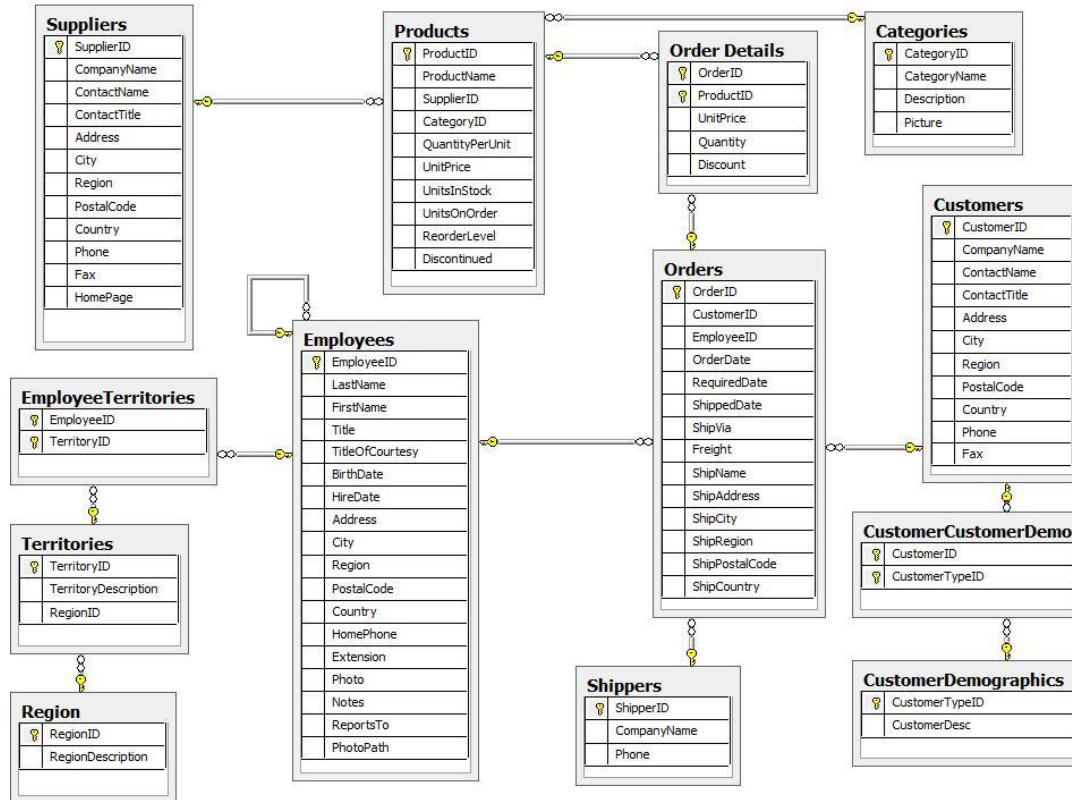 Suppliers
SupplierID
CompanyName
ContactName
ContactTitle
Address
City
Region
PostalCode
Country
Phone
Fax
HomePage
Products
ProductID
ProductName
SupplierID
CategoryID
QuantityPerUnit
UnitPrice
UnitsInStock
UnitsOnOrder
ReorderLevel
Discontinued
Order Details
OrderID
ProductID
UnitPrice
Quantity
Discount
Categories
CategoryID
CategoryName
Description
Picture
Customers
CustomerID
CompanyName
ContactName
ContactTitle
Address
City
Region
PostalCode
Country
Phone
Fax
Orders
OrderID
CustomerID
EmployeeID
OrderDate
RequiredDate
ShippedDate
ShipVia
Freight
ShipName
ShipAddress
ShipCity
ShipRegion
ShipPostalCode
ShipCountry
Employees
EmployeeID
LastName
FirstName
Title
TitleOfCourtesy
BirthDate
HireDate
Address
City
Region
PostalCode
Country
HomePhone
Extension
Photo
Notes
ReportsTo
PhotoPath
EmployeeTerritories
EmployeeID
TerritoryID
Territories
TerritoryID
TerritoryDescription
RegionID
Region
RegionID
RegionDescription
Shippers
ShipperID
CompanyName
Phone
CustomerCustomerDemo
CustomerID
CustomerTypeID
CustomerDemographics
CustomerTypeID
CustomerDesc